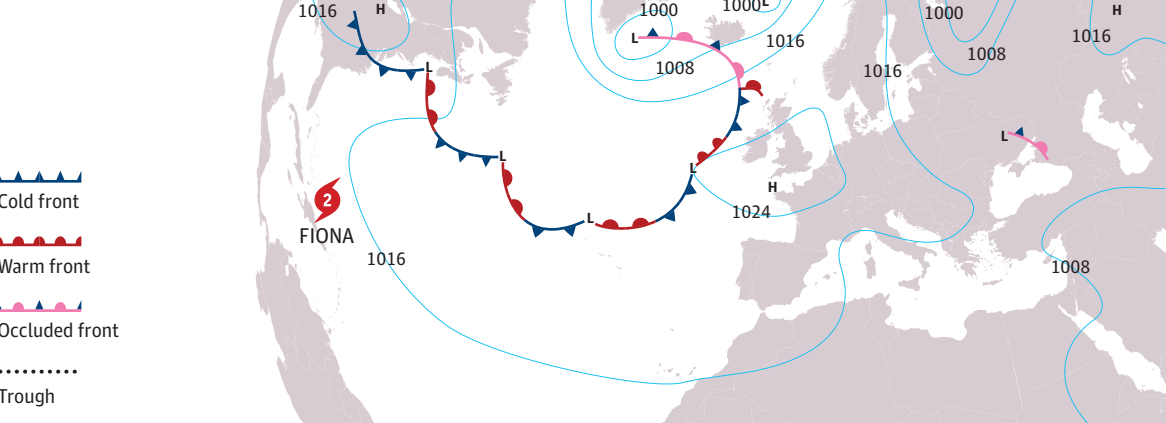 1016
H
1000
1000
L
1000
H
L
1016
1016
1008
1008
1016
L
L
L
L
H
1024
2
FIONA
L
1016
1008
Cold front
Warm front
Occluded front
Trough